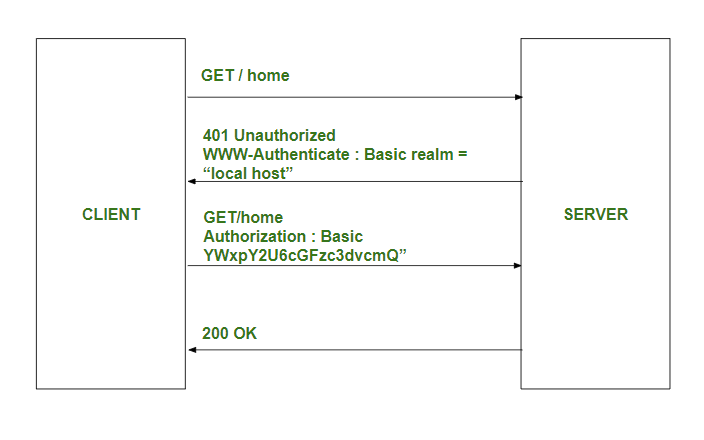 GET / home
401 Unauthorized
WWW-Authenticate : Basic realm =
“local host”
CLIENT
SERVER
GET/home
Authorization : Basic
YWxpY2U6cGFzc3dvcmQ”
200 OK